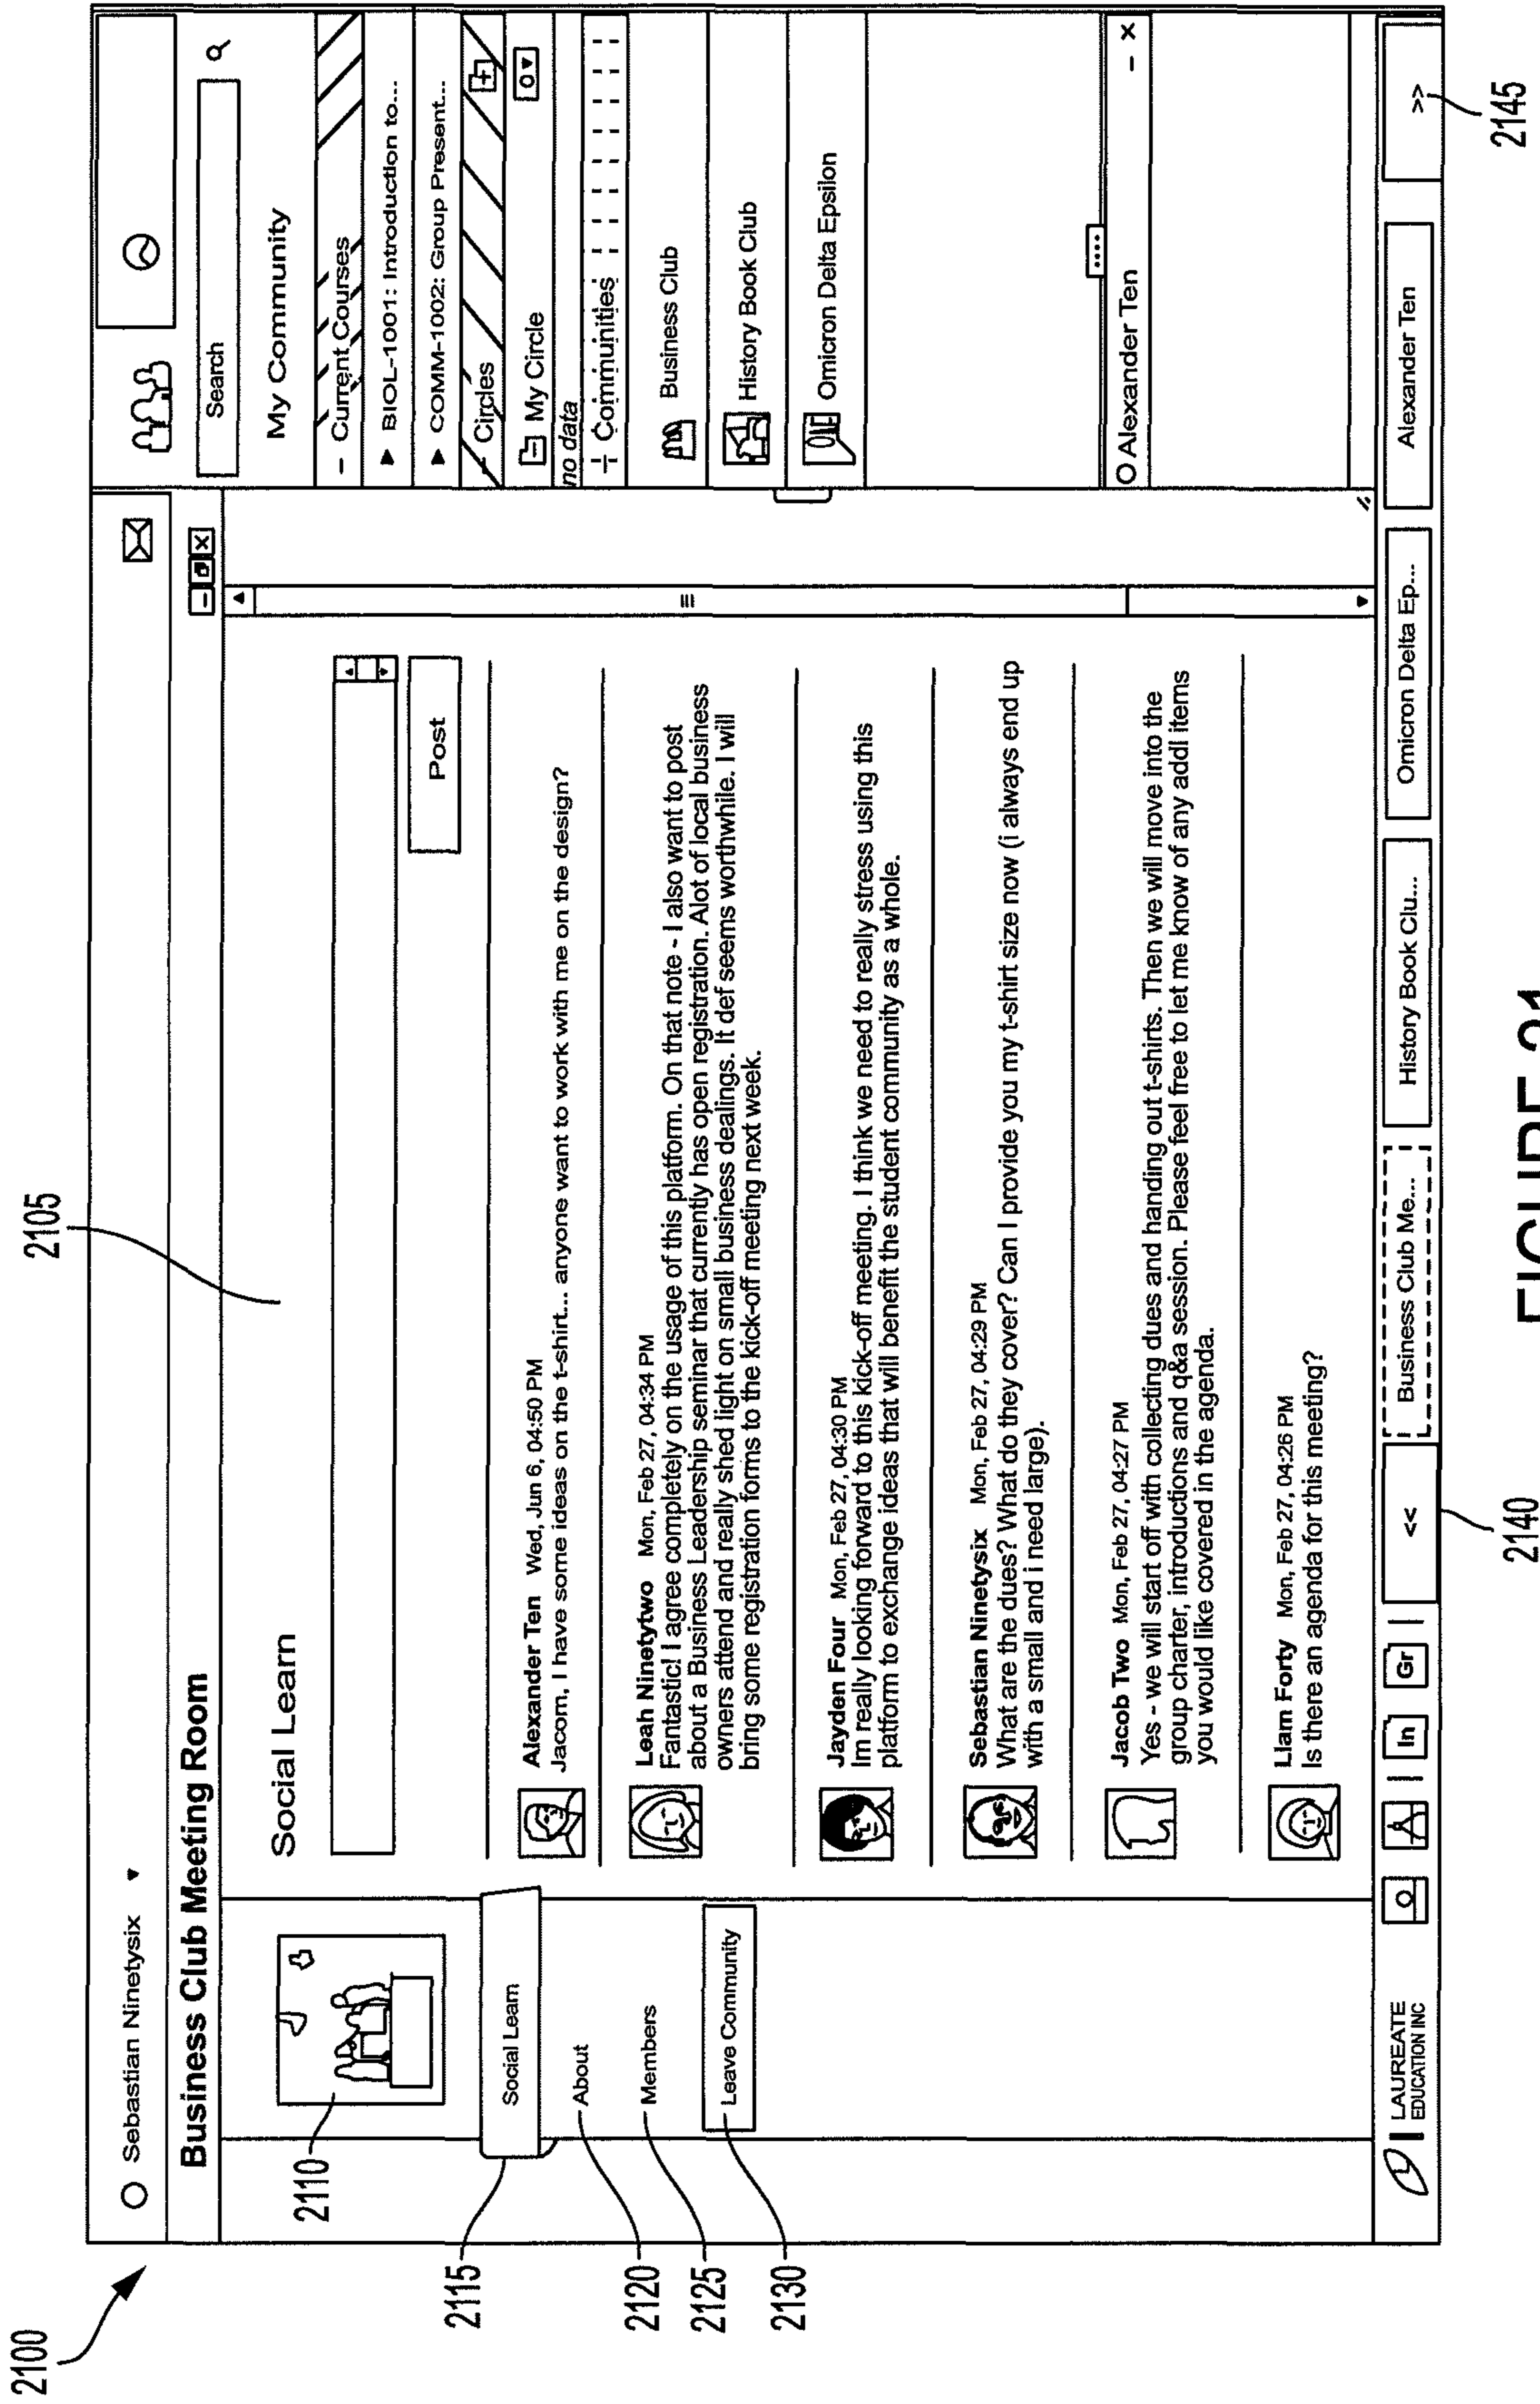 2100
2105
Sebastian Ninetysix
Business Club Meeting Room
2110
2115
Social Learn
2120
About
2125
Members
2130
Leave Community
Social Learn
Post
Alexander Ten Wed, Jun 6, 04:50 PM
Jacom, I have some ideas on the t-shirt... anyone want to work with me on the design?
Leah Ninetytwo Mon, Feb 27, 04:34 PM
Fantastic! I agree completely on the usage of this platform. On that note - I also want to post
about a Business Leadership seminar that currently has open registration. Alot of local business
owners attend and really shed light on small business dealings. It def seems worthwhile. I will
bring some registration forms to the kick-off meeting next week.
Jayden Four Mon, Feb 27, 04:30 PM
Im really looking forward to this kick-off meeting. I think we need to really stress using this
platform to exchange ideas that will benefit the student community as a whole.
Sebastian Ninetysix Mon, Feb 27, 04:29 PM
What are the dues? What do they cover? Can I provide you my t-shirt size now (i always end up
with a small and i need large).
Jacob Two Mon, Feb 27, 04:27 PM
Yes - we will start off with collecting dues and handing out t-shirts. Then we will move into the
group charter, introductions and q&a session. Please feel free to let me know of any addl items
you would like covered in the agenda.
LIam Forty Mon, Feb 27, 04:26 PM
Is there an agenda for this meeting?
Search
My Community
– Current Courses
▶ BIOL-1001: Introduction to...
▶ COMM-1002: Group Present...
– Circles
My Circle
no data
Communities
Business Club
History Book Club
Omicron Delta Epsilon
Alexander Ten – X
LAUREATE
EDUCATION INC
In
Gr
<<
Business Club Me...
History Book Clu...
Omicron Delta Ep...
Alexander Ten
>>
2140
2145
FIGURE 21